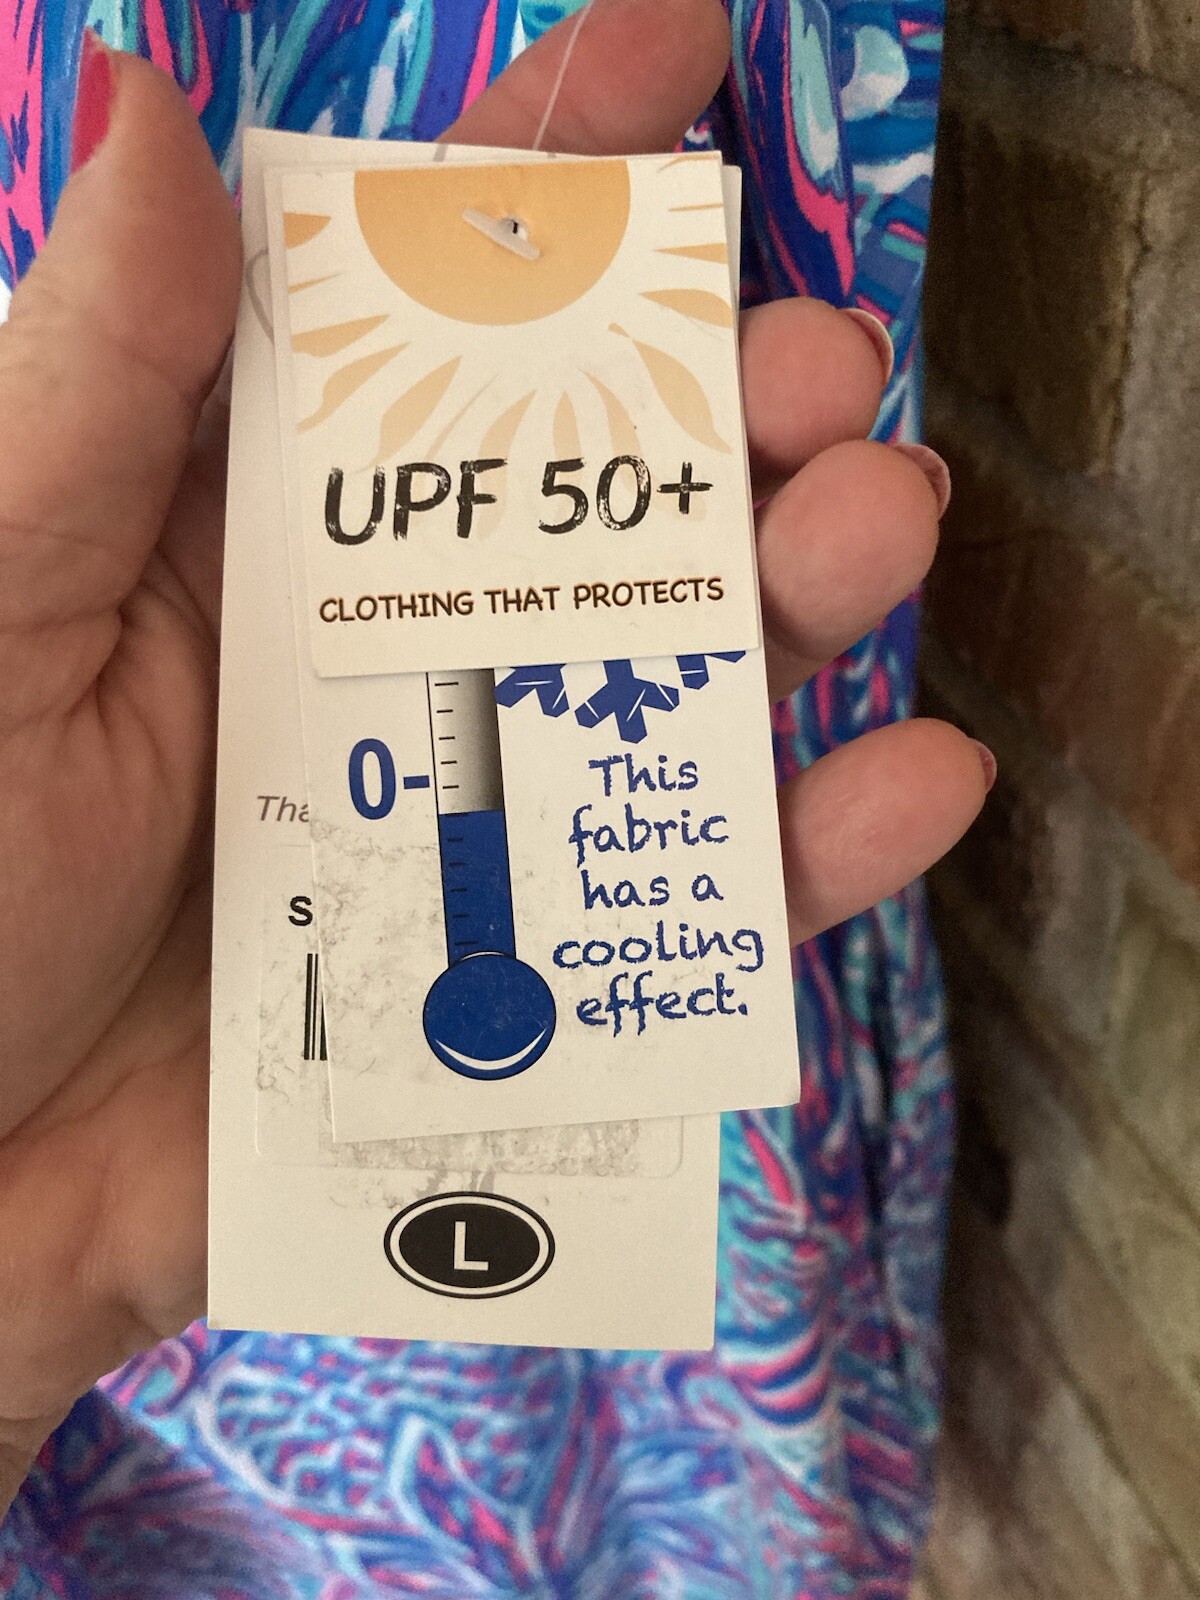 UPF 50+
CLOTHING THAT PROTECTS
0-
This
fabric
has a
cooling
effect.
S
L